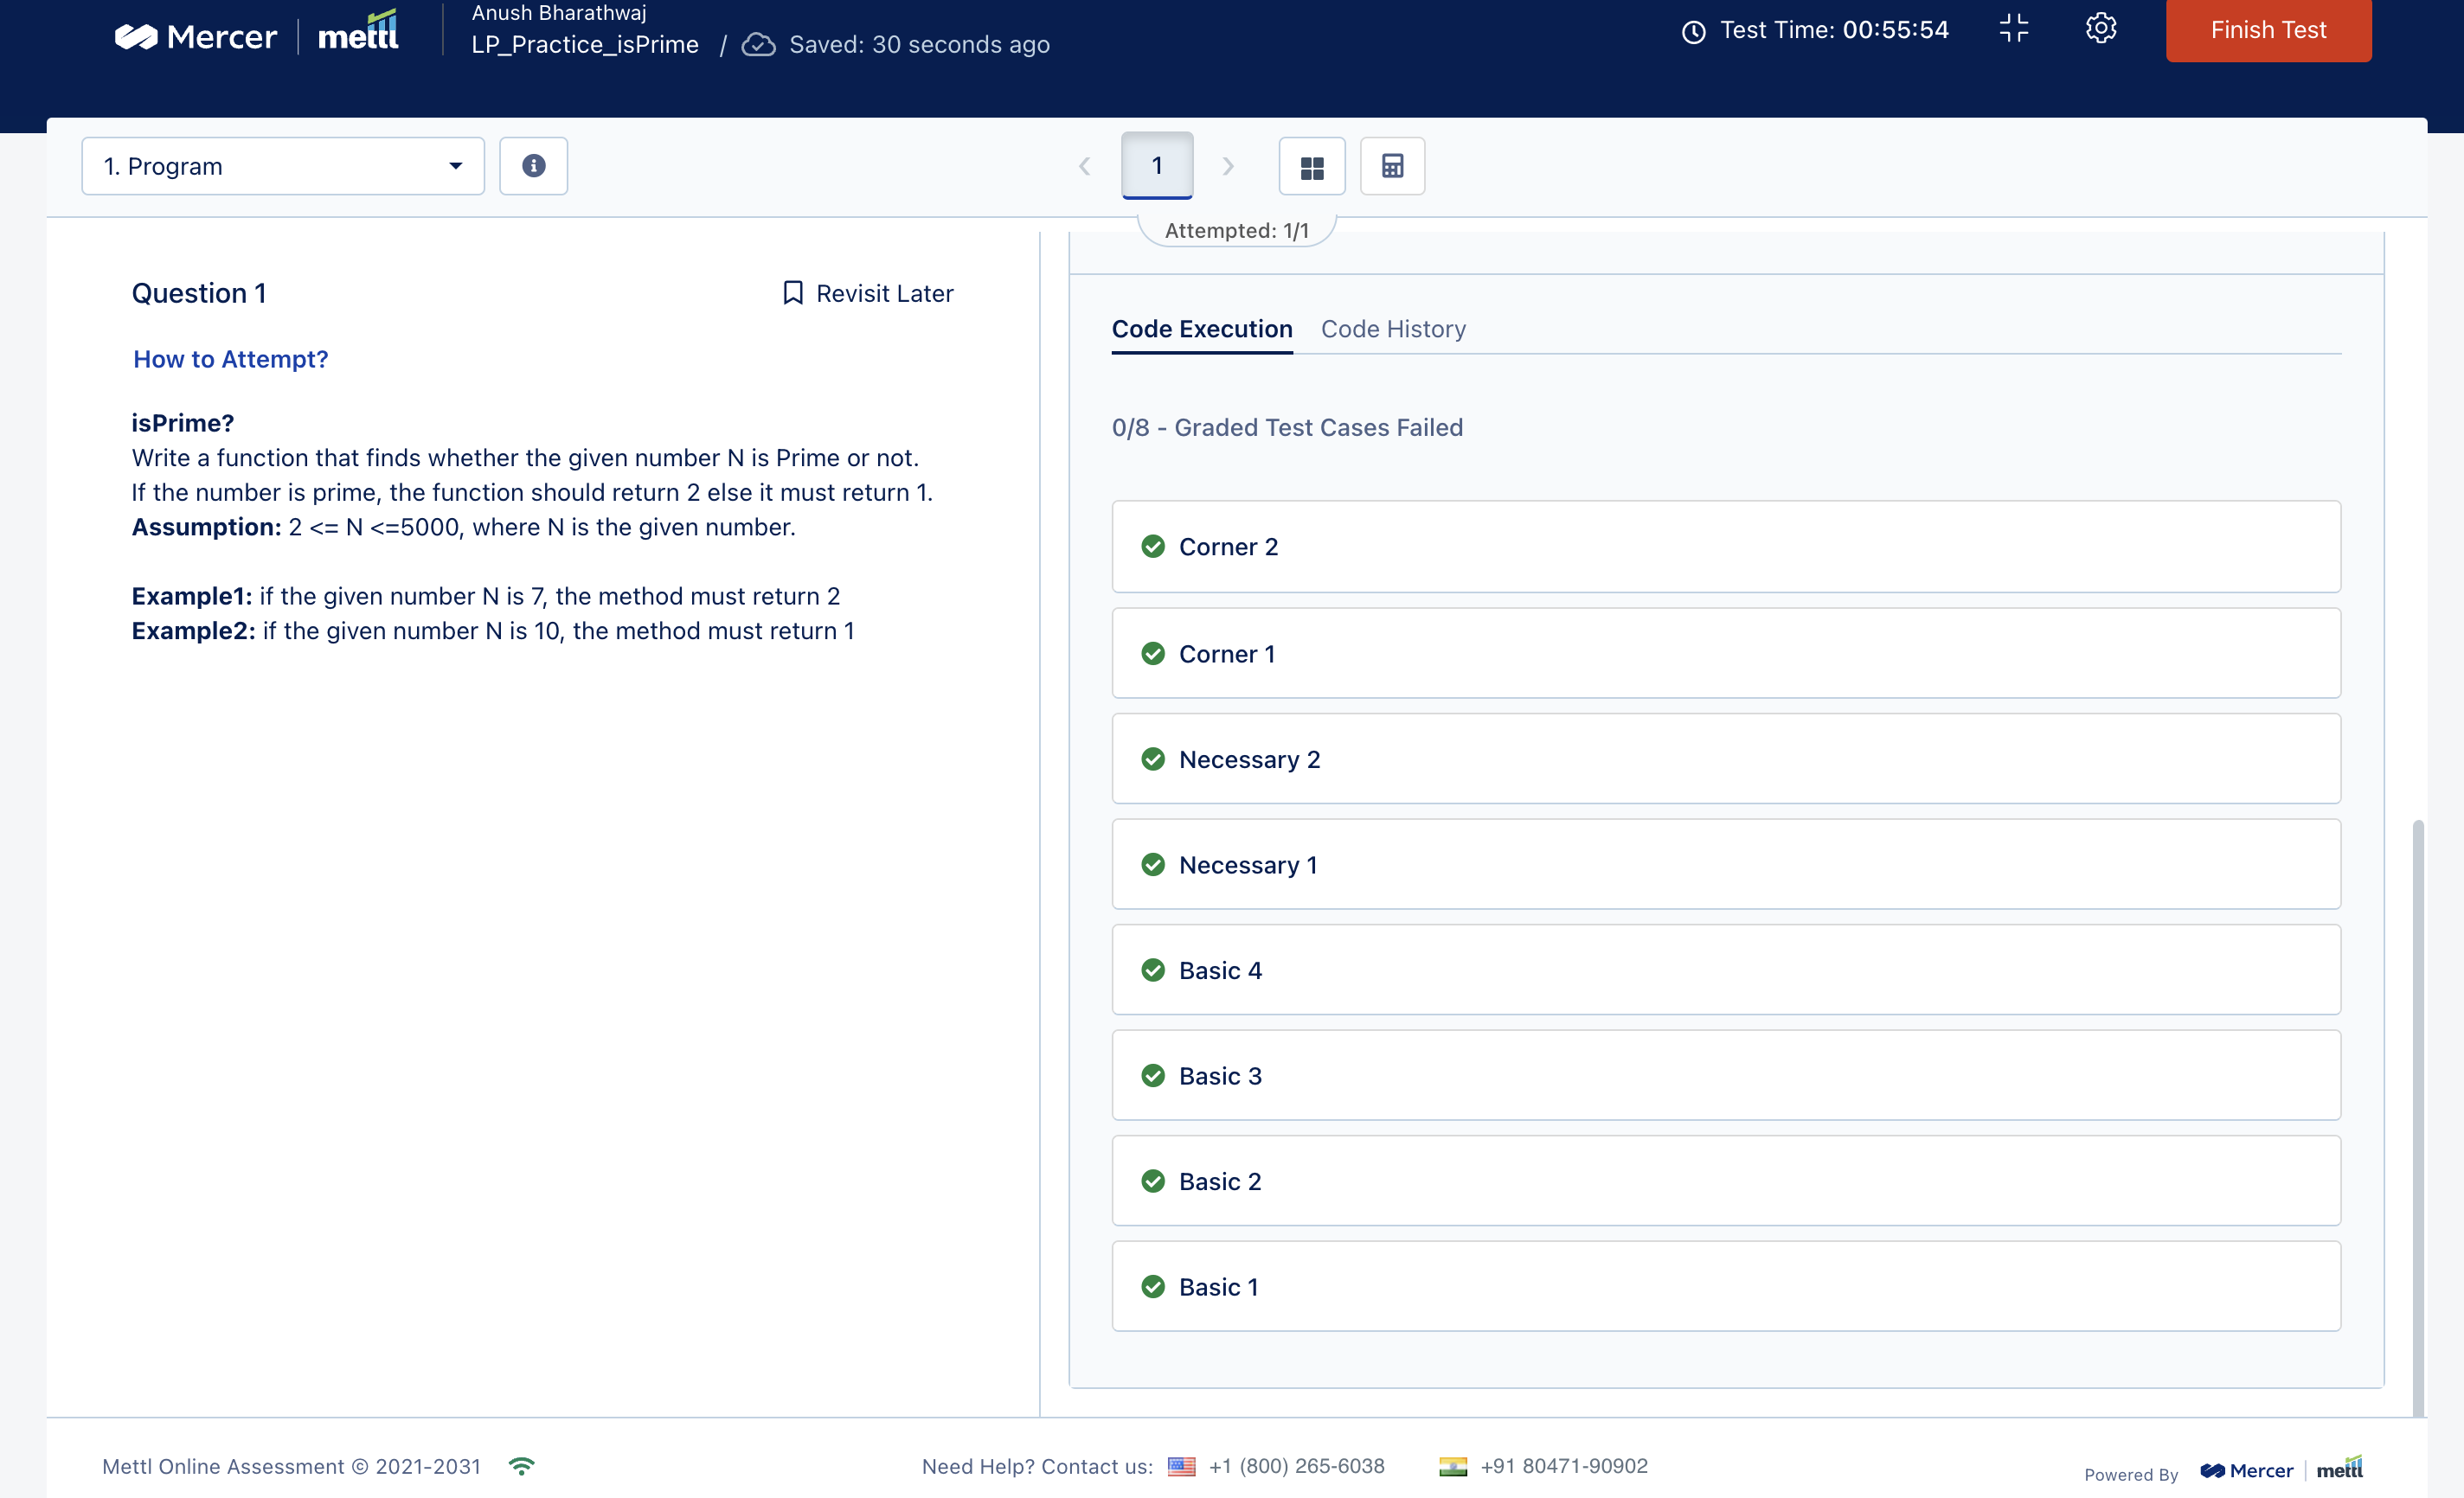 Mercer
mettl
Anush Bharathwaj
LP_Practice_isPrime / Saved: 30 seconds ago
Test Time: 00:55:54
Finish Test
1. Program
1
Attempted: 1/1
Question 1
Revisit Later
How to Attempt?
isPrime?
Write a function that finds whether the given number N is Prime or not.
If the number is prime, the function should return 2 else it must return 1.
Assumption: 2 <= N <=5000, where N is the given number.
Example1: if the given number N is 7, the method must return 2
Example2: if the given number N is 10, the method must return 1
Code Execution
Code History
0/8 - Graded Test Cases Failed
Corner 2
Corner 1
Necessary 2
Necessary 1
Basic 4
Basic 3
Basic 2
Basic 1
Mettl Online Assessment © 2021-2031
Need Help? Contact us: +1 (800) 265-6038 +91 80471-90902
Powered By Mercer mettl